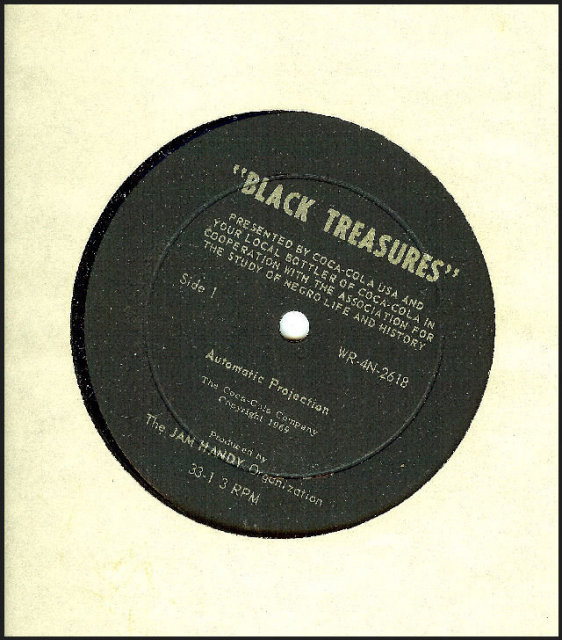 "BLACK TREASURES"
PRESENTED BY COCA-COLA USA AND
YOUR LOCAL BOTTLER OF COCA-COLA IN
COOPERATION WITH THE ASSOCIATION FOR
THE STUDY OF NEGRO LIFE AND HISTORY
Side 1
WR-4N-2618
Automatic Projection
The Coca-Cola Company
Copyright 1969
Produced by
The JAM HANDY Organization
33-1 3 RPM